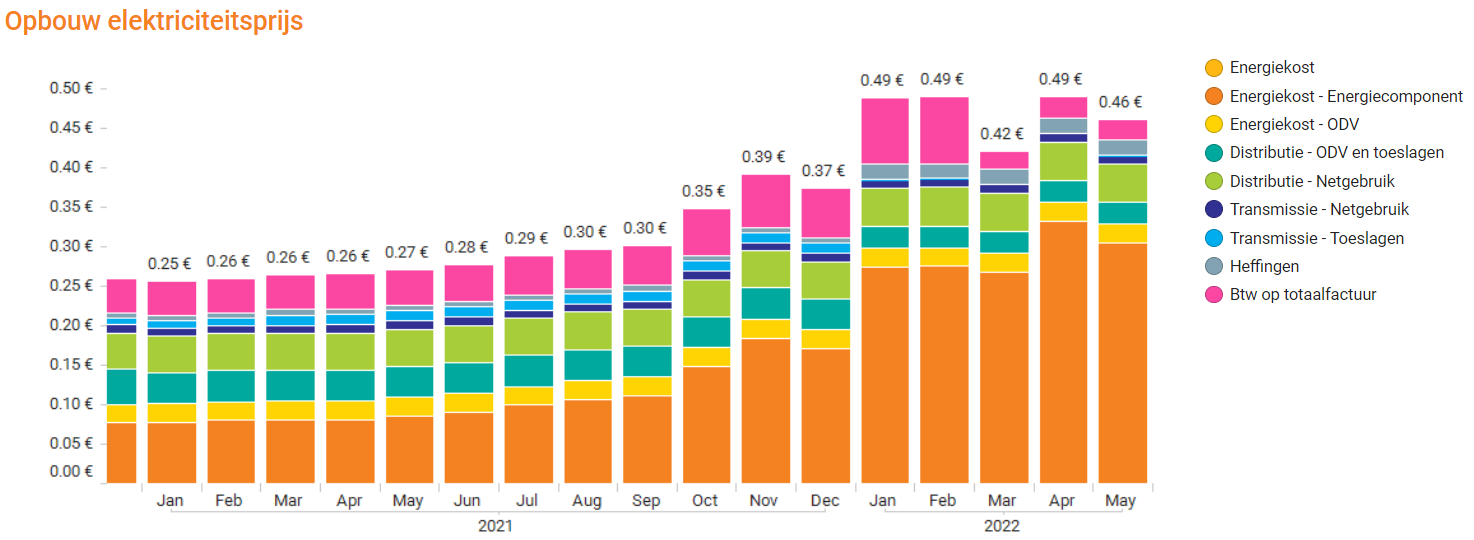 Opbouw elektriciteitsprijs
0.50 €
0.45 €
0.40 €
0.35 €
0.30 €
0.25 €
0.20 €
0.15 €
0.10 €
0.05 €
0.00 €
0.25 €
0.26 €
0.26 €
0.26 €
0.27 €
0.28 €
0.29 €
0.30 €
0.30 €
0.35 €
0.39 €
0.37 €
0.49 €
0.49 €
0.42 €
0.49 €
0.46 €
Jan Feb Mar Apr May Jun Jul Aug Sep Oct Nov Dec Jan Feb Mar Apr May
2021 2022
Energiekost
Energiekost - Energiecomponent
Energiekost - ODV
Distributie - ODV en toeslagen
Distributie - Netgebruik
Transmissie - Netgebruik
Transmissie - Toeslagen
Heffingen
Btw op totaalfactuur